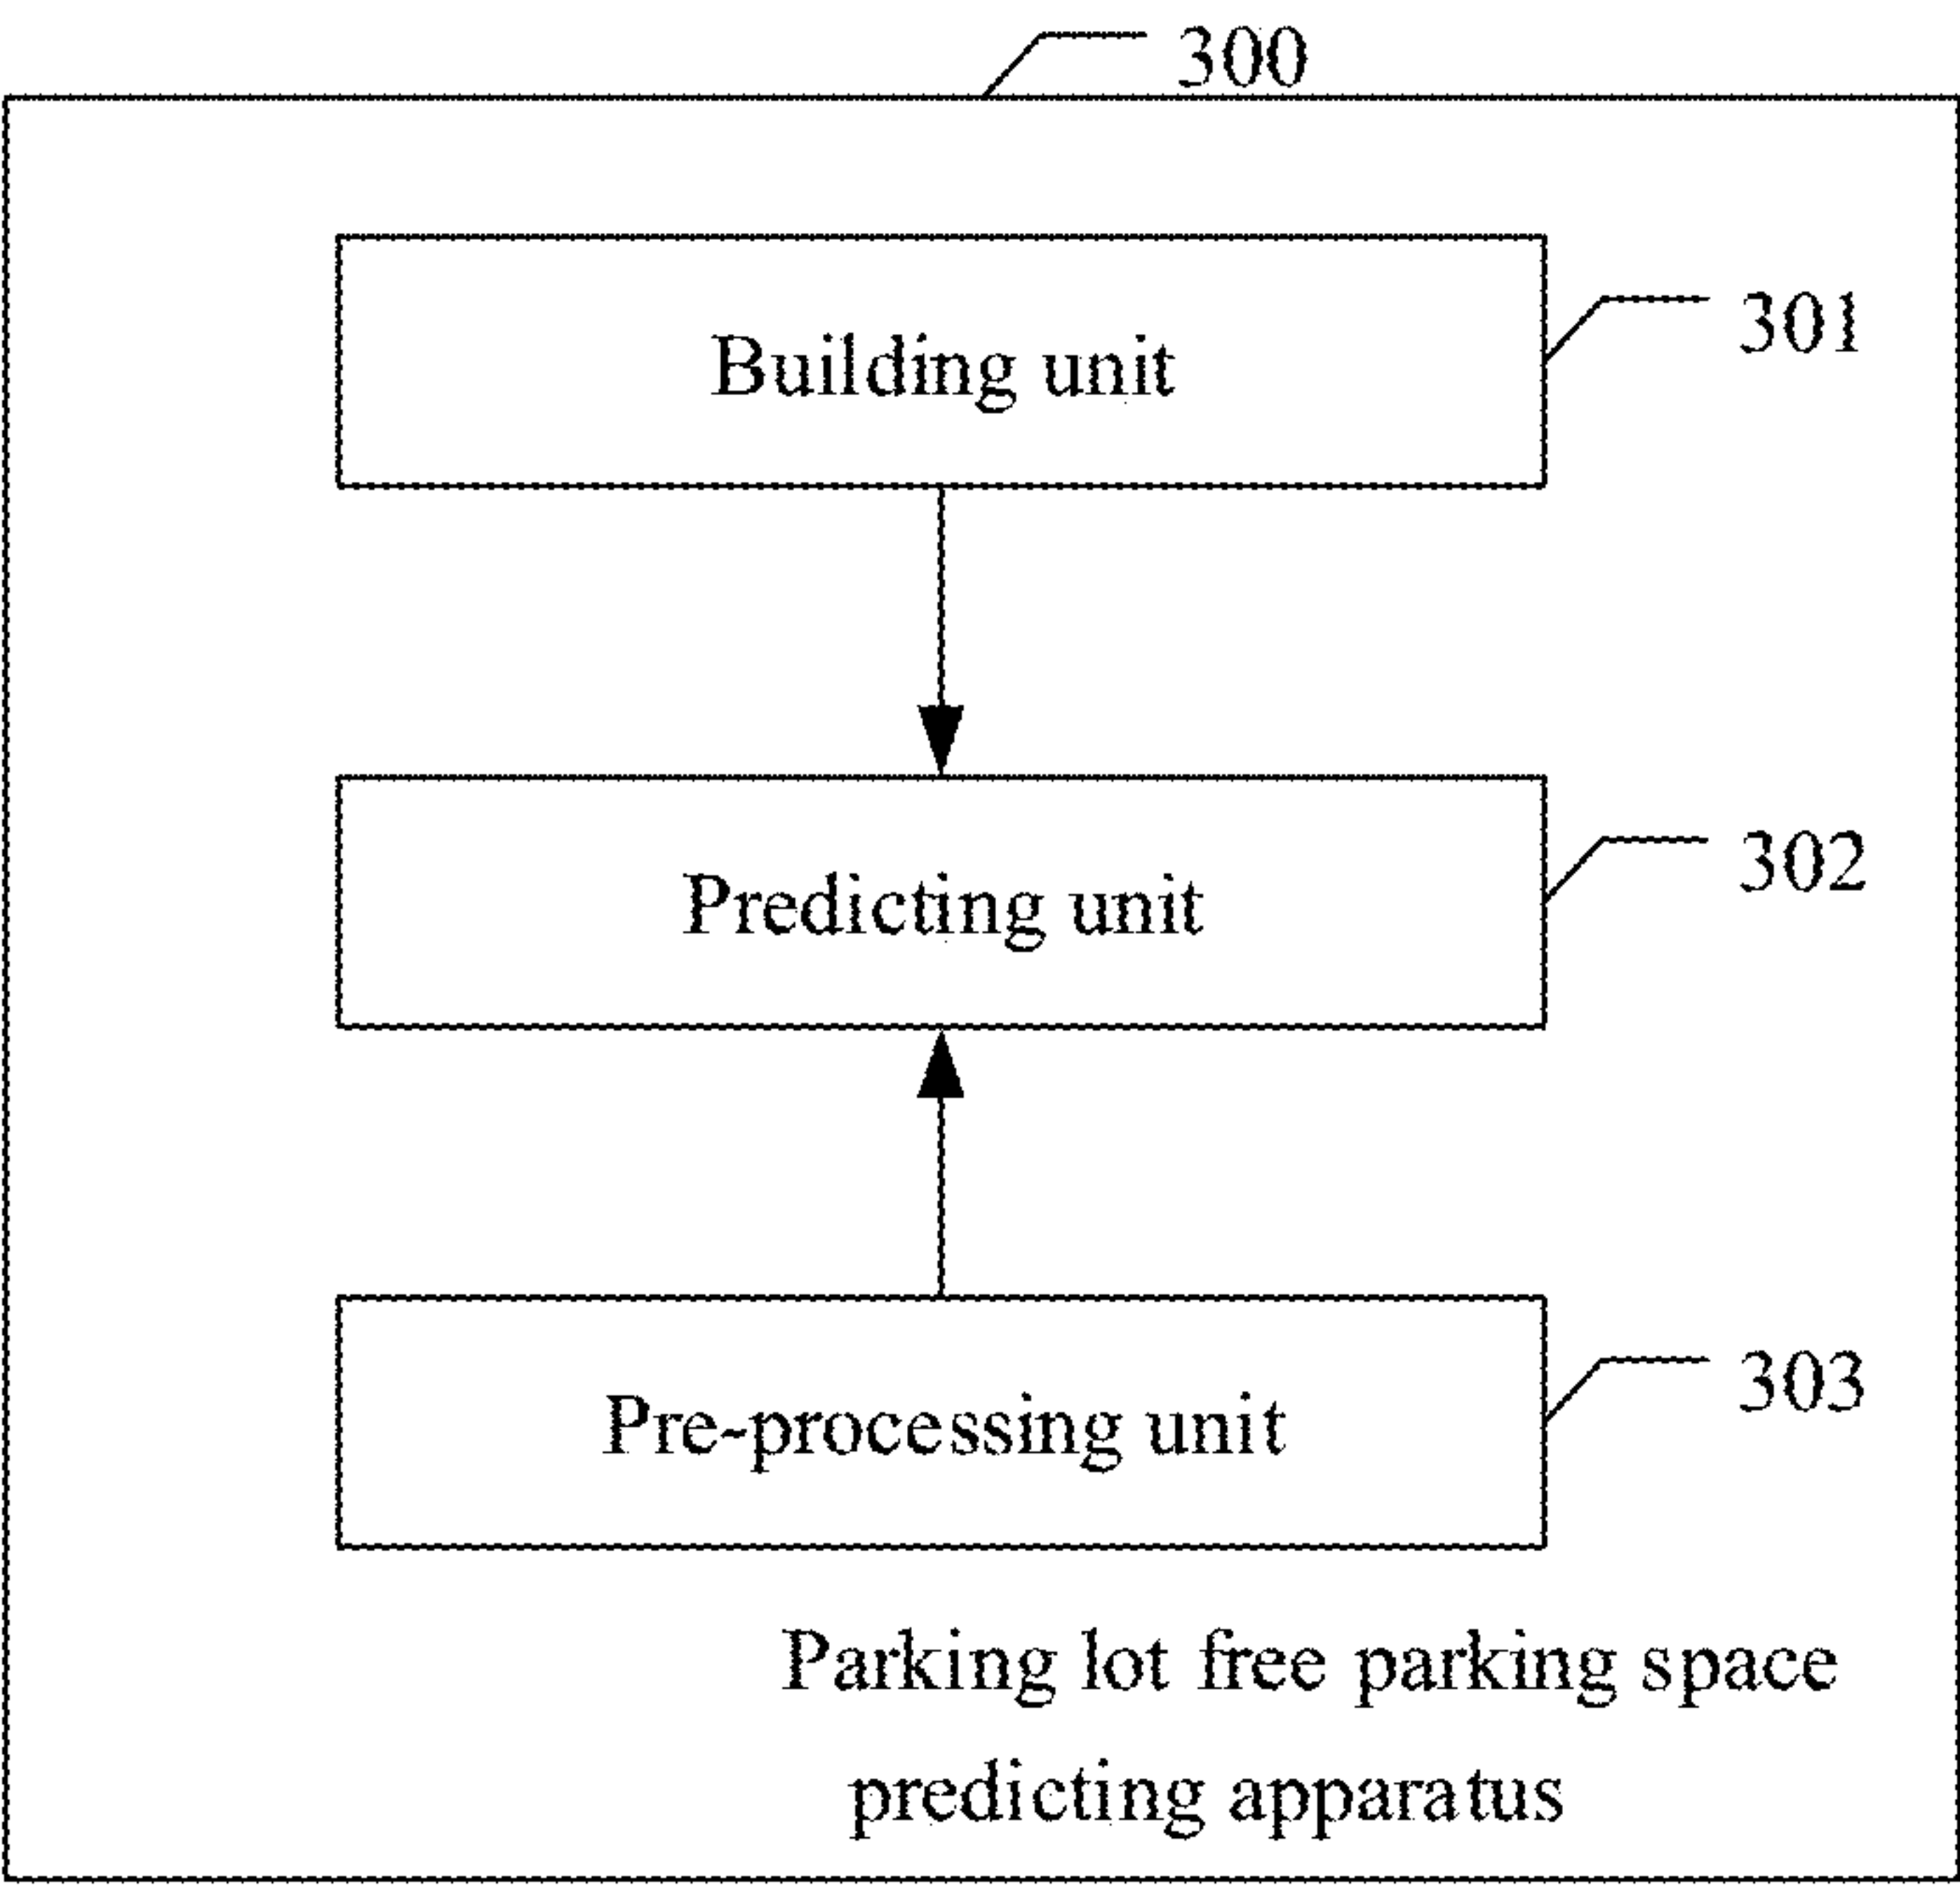 300
Building unit
301
Predicting unit
302
Pre-processing unit
303
Parking lot free parking space
predicting apparatus